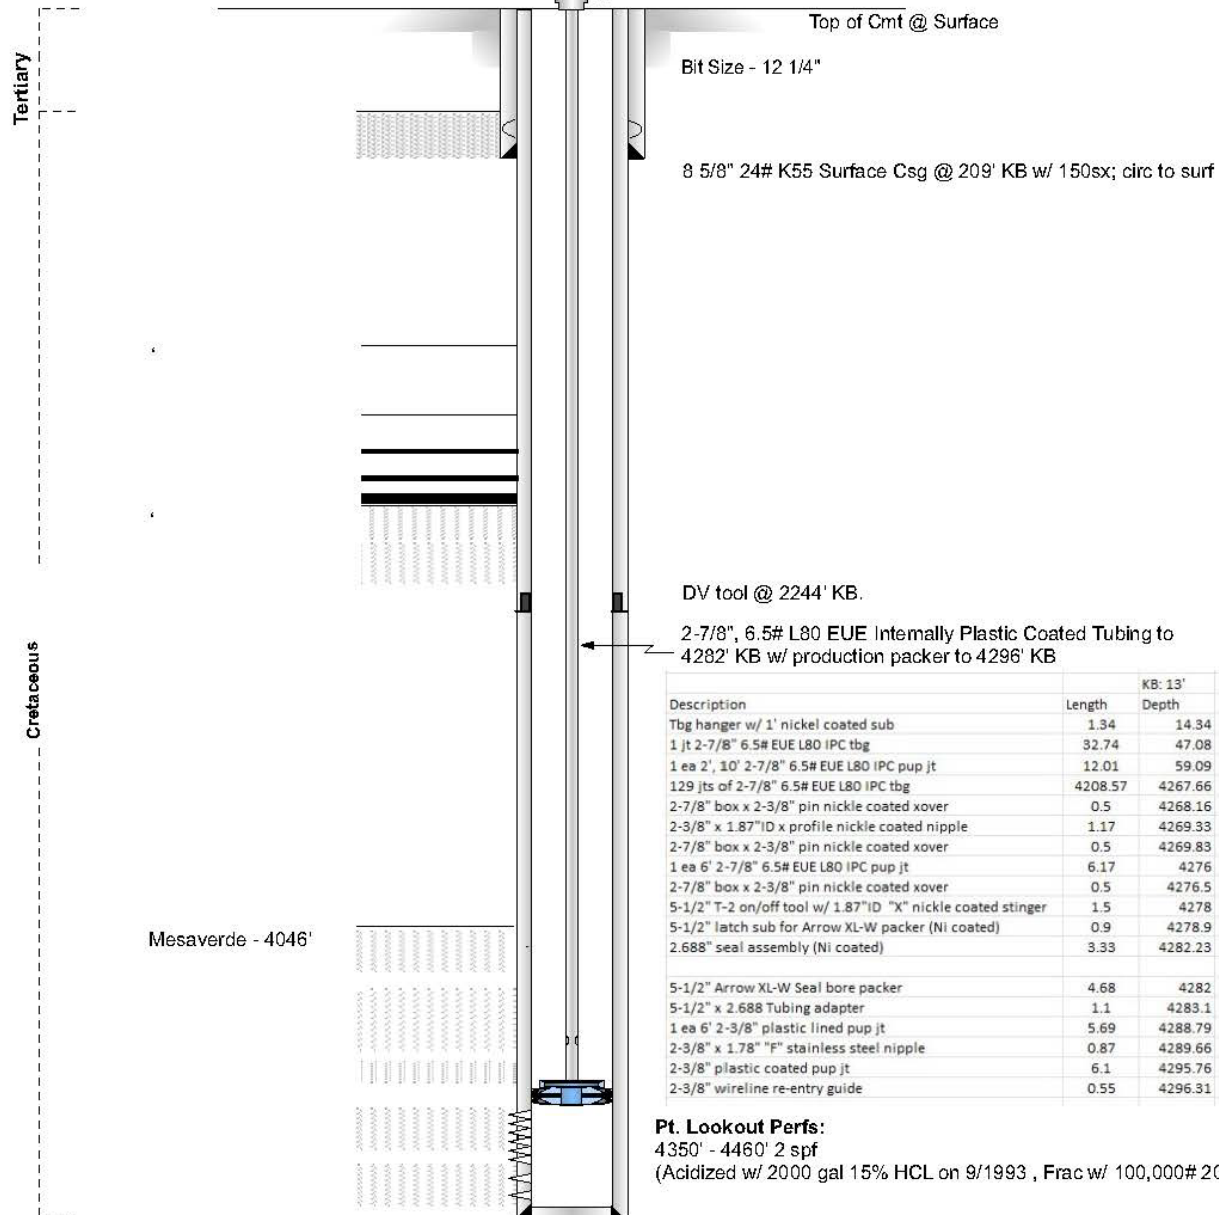 Top of Cmt @ Surface
Tertiary
Bit Size - 12 1/4"
8 5/8" 24# K55 Surface Csg @ 209' KB w/ 150sx; circ to surf
DV tool @ 2244' KB.
2-7/8", 6.5# L80 EUE Internally Plastic Coated Tubing to
4282' KB w/ production packer to 4296' KB
Cretaceous
KB: 13'
Description Length Depth
Tbg hanger w/ 1' nickel coated sub 1.34 14.34
1 jt 2-7/8" 6.5# EUE L80 IPC tbg 32.74 47.08
1 ea 2', 10' 2-7/8" 6.5# EUE L80 IPC pup jt 12.01 59.09
129 jts of 2-7/8" 6.5# EUE L80 IPC tbg 4208.57 4267.66
2-7/8" box x 2-3/8" pin nickle coated xover 0.5 4268.16
2-3/8" x 1.87"ID x profile nickle coated nipple 1.17 4269.33
2-7/8" box x 2-3/8" pin nickle coated xover 0.5 4269.83
1 ea 6' 2-7/8" 6.5# EUE L80 IPC pup jt 6.17 4276
2-7/8" box x 2-3/8" pin nickle coated xover 0.5 4276.5
5-1/2" T-2 on/off tool w/ 1.87"ID "X" nickle coated stinger 1.5 4278
5-1/2" latch sub for Arrow XL-W packer (Ni coated) 0.9 4278.9
2.688" seal assembly (Ni coated) 3.33 4282.23
Mesaverde - 4046'
5-1/2" Arrow XL-W Seal bore packer 4.68 4282
5-1/2" x 2.688 Tubing adapter 1.1 4283.1
1 ea 6' 2-3/8" plastic lined pup jt 5.69 4288.79
2-3/8" x 1.78" "F" stainless steel nipple 0.87 4289.66
2-3/8" plastic coated pup jt 6.1 4295.76
2-3/8" wireline re-entry guide 0.55 4296.31
Pt. Lookout Perfs:
4350' - 4460' 2 spf
(Acidized w/ 2000 gal 15% HCL on 9/1993 , Frac w/ 100,000#